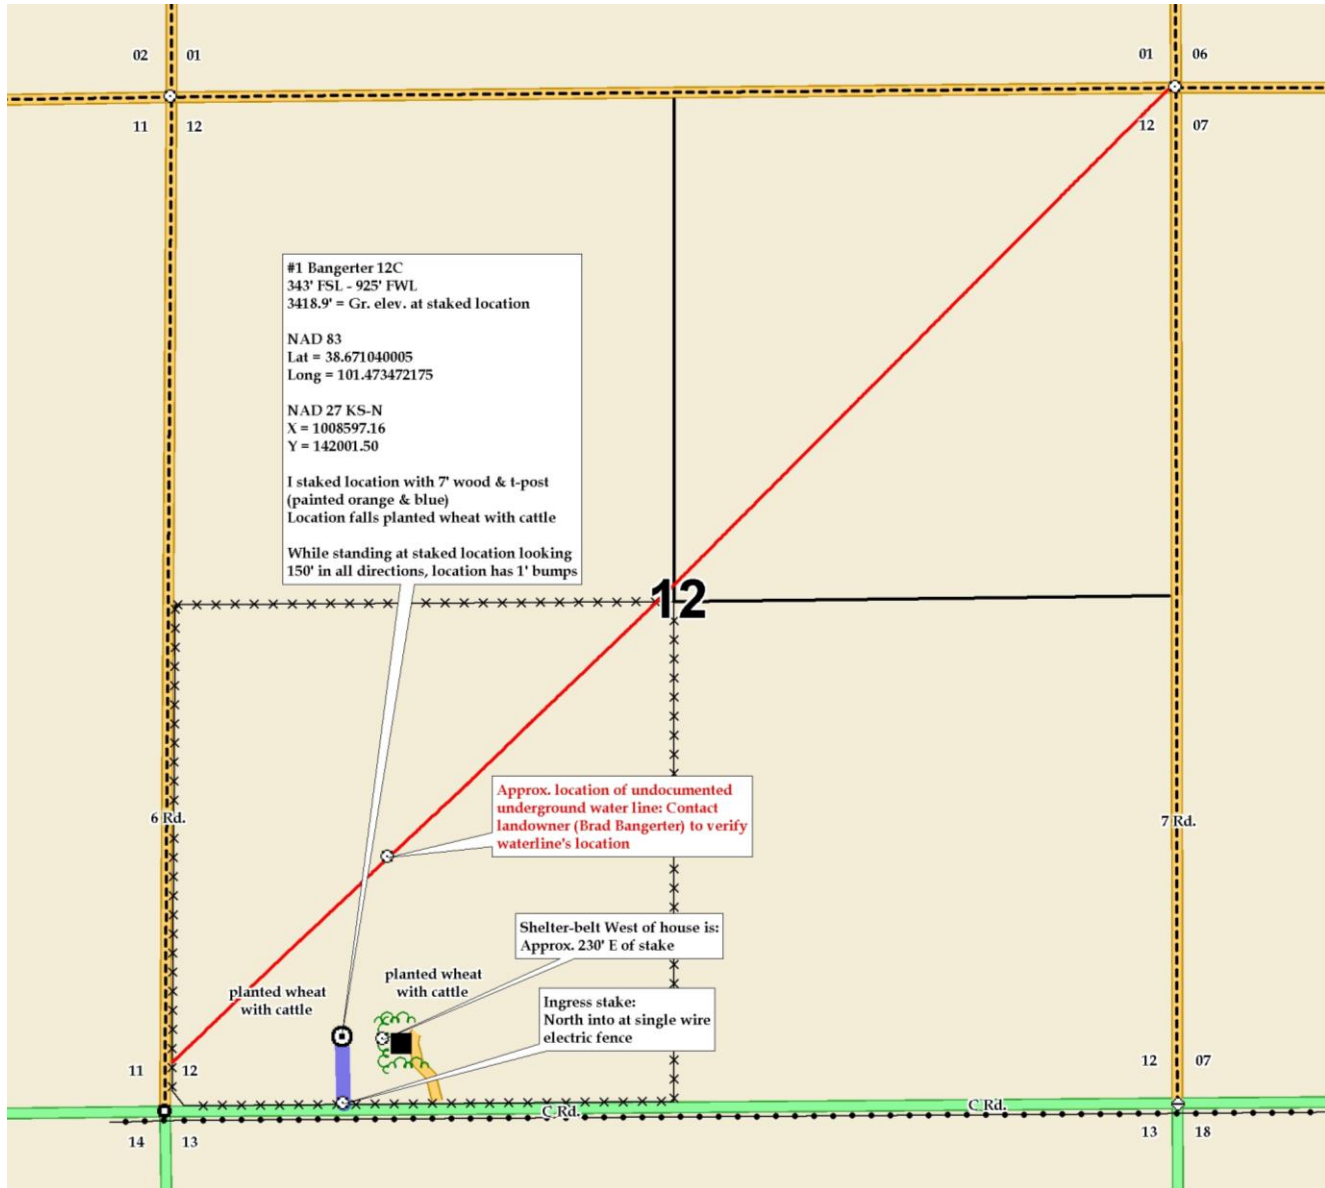 02 01
01 06
11 12
12 07
#1 Bangerter 12C
343' FSL - 925' FWL
3418.9' = Gr. elev. at staked location
NAD 83
Lat = 38.671040005
Long = 101.473472175
NAD 27 KS-N
X = 1008597.16
Y = 142001.50
I staked location with 7' wood & t-post
(painted orange & blue)
Location falls planted wheat with cattle
While standing at staked location looking
150' in all directions, location has 1' bumps
12
Approx. location of undocumented
underground water line: Contact
landowner (Brad Bangerter) to verify
waterline's location
6 Rd.
7 Rd.
Shelter-belt West of house is:
Approx. 230' E of stake
planted wheat
with cattle
planted wheat
with cattle
Ingress stake:
North into at single wire
electric fence
11 12
12 07
C Rd.
C Rd.
14 13
13 18